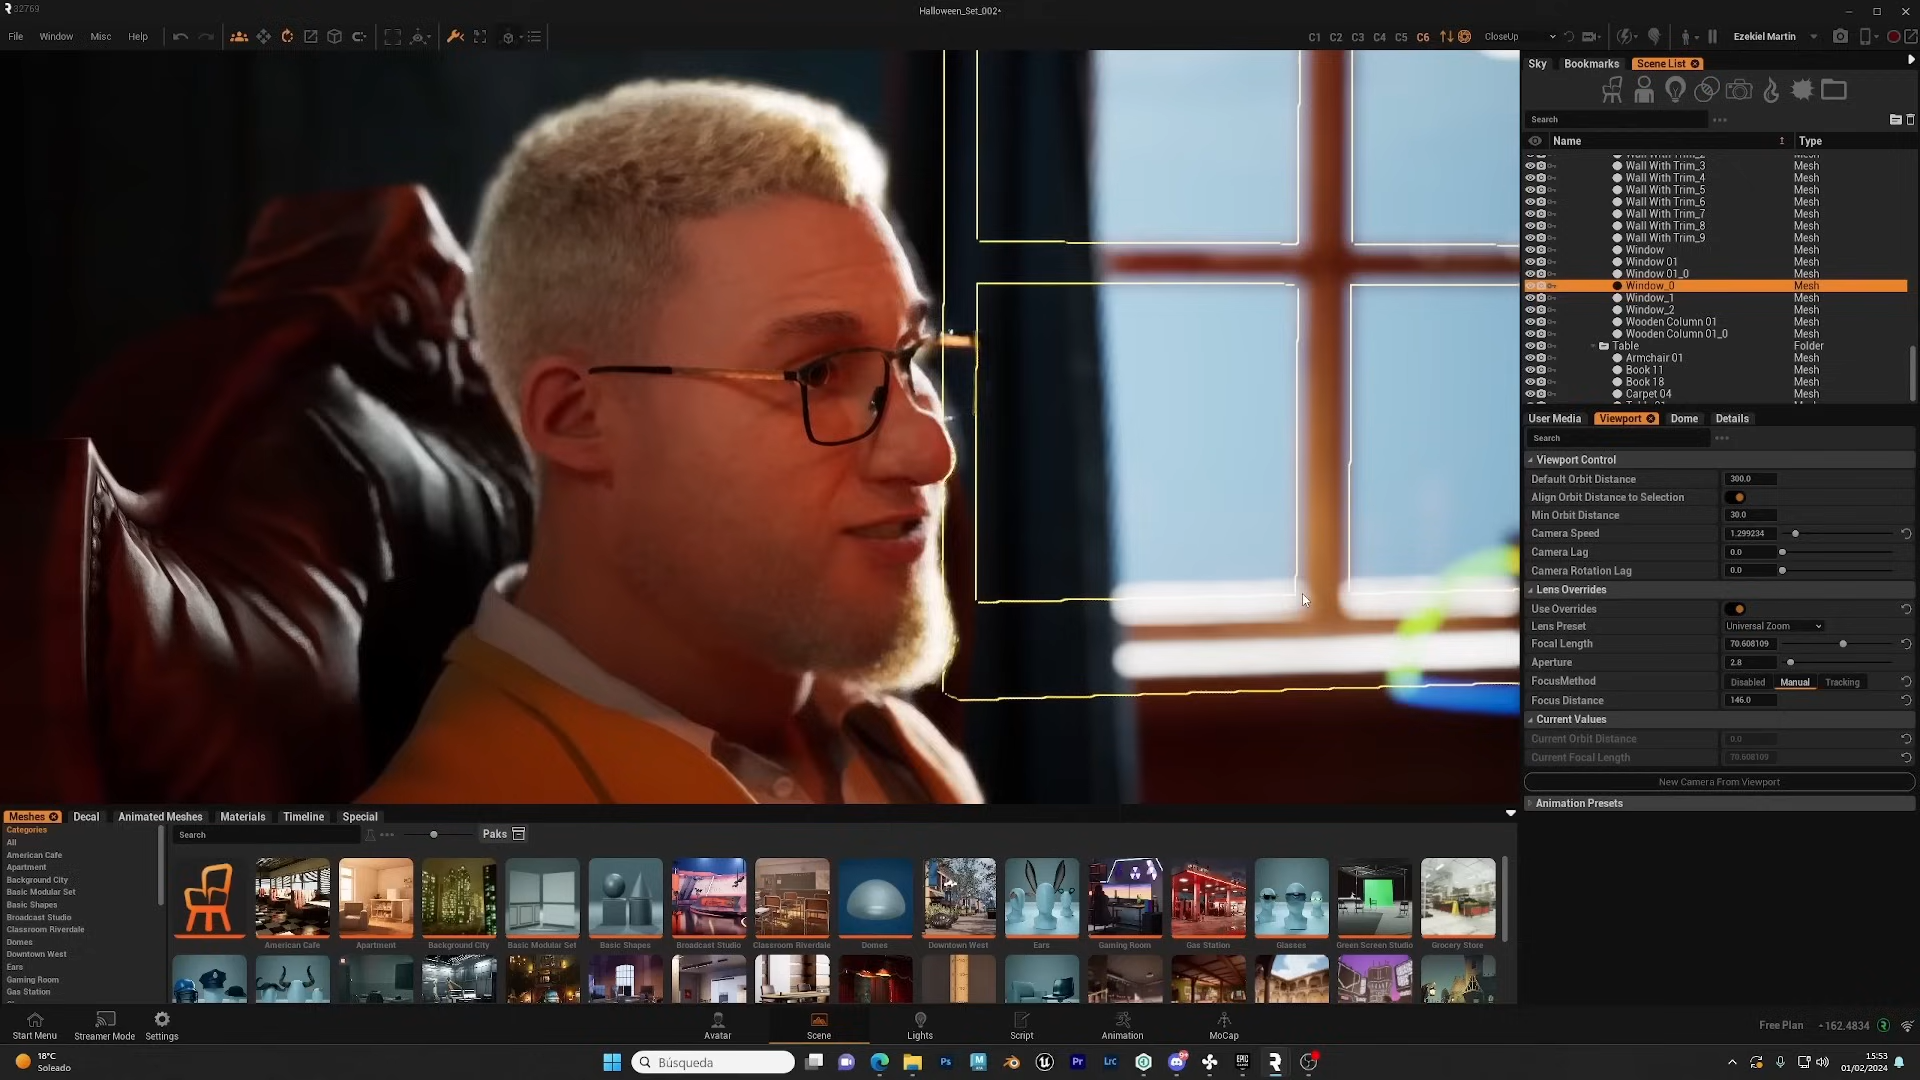 32769
Halloween_Set_002*
File Window Misc Help
C1 C2 C3 C4 C5 C6 CloseUp Ezekiel Martin
Sky Bookmarks Scene List
Search
Name Type
Wall With Trim_2 Mesh
Wall With Trim_3 Mesh
Wall With Trim_4 Mesh
Wall With Trim_5 Mesh
Wall With Trim_6 Mesh
Wall With Trim_7 Mesh
Wall With Trim_8 Mesh
Wall With Trim_9 Mesh
Window Mesh
Window 01 Mesh
Window 01_0 Mesh
Window_0 Mesh
Window_1 Mesh
Window_2 Mesh
Wooden Column 01 Mesh
Wooden Column 01_0 Mesh
Table Folder
Armchair 01 Mesh
Book 11 Mesh
Book 18 Mesh
Carpet 04 Mesh
User Media Viewport Dome Details
Search
Viewport Control
Default Orbit Distance 300.0
Align Orbit Distance to Selection
Min Orbit Distance 30.0
Camera Speed 1.299234
Camera Lag 0.0
Camera Rotation Lag 0.0
Lens Overrides
Use Overrides
Lens Preset Universal Zoom
Focal Length 70.608109
Aperture 2.8
FocusMethod Disabled Manual Tracking
Focus Distance 146.0
Current Values
Current Orbit Distance 0.0
Current Focal Length 70.608109
New Camera From Viewport
Animation Presets
Meshes Decal Animated Meshes Materials Timeline Special
Categories
All
American Cafe
Apartment
Background City
Basic Modular Set
Basic Shapes
Broadcast Studio
Classroom Riverdale
Domes
Downtown West
Ears
Gaming Room
Gas Station
Search Paks
American Cafe Apartment Background City Basic Modular Set Basic Shapes Broadcast Studio Classroom Riverdale Domes Downtown West Ears Gaming Room Gas Station Glasses Green Screen Studio Grocery Store
Start Menu Streamer Mode Settings Avatar Scene Lights Script Animation MoCap
Free Plan 162.4834
18°C
Soleado
Búsqueda
Ps Pr Lrc
15:53
01/02/2024